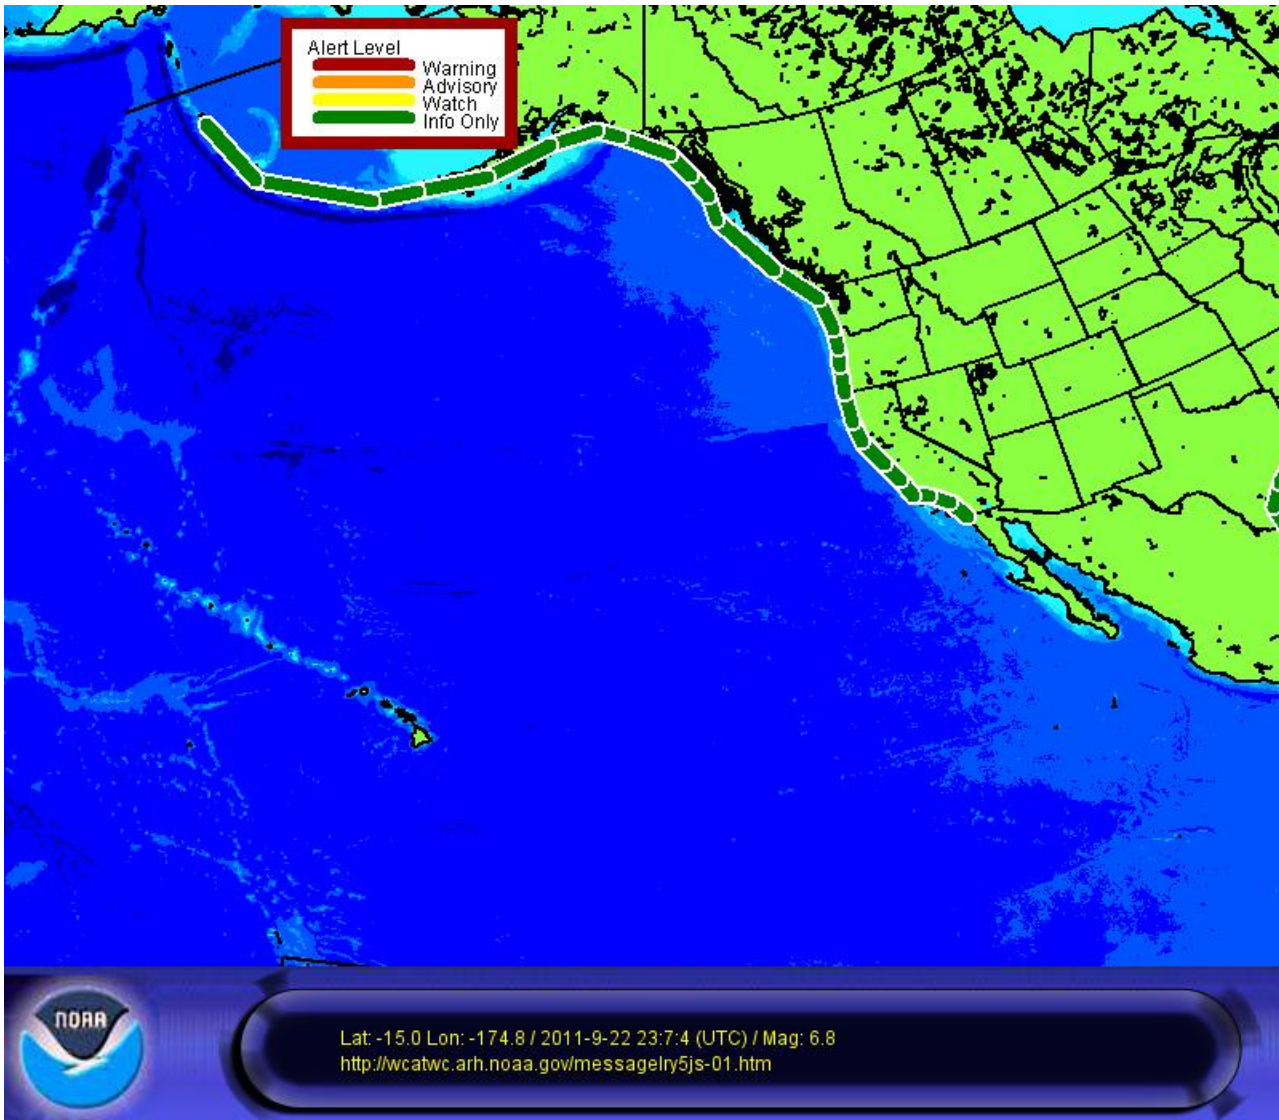 Alert Level
Warning
Advisory
Watch
Info Only
NOAA
Lat: -15.0 Lon: -174.8 / 2011-9-22 23:7:4 (UTC) / Mag: 6.8
http://wcatwc.arh.noaa.gov/messagelry5js-01.htm